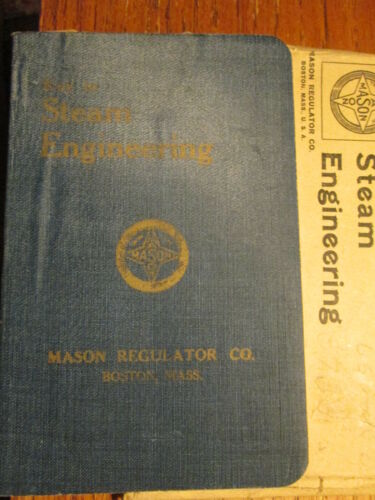 Steam
Engineering
MASON
MASON REGULATOR CO.
BOSTON, MASS.
MASON REGULATOR CO.
BOSTON, MASS. U. S. A.
MASON
Steam
Engineering